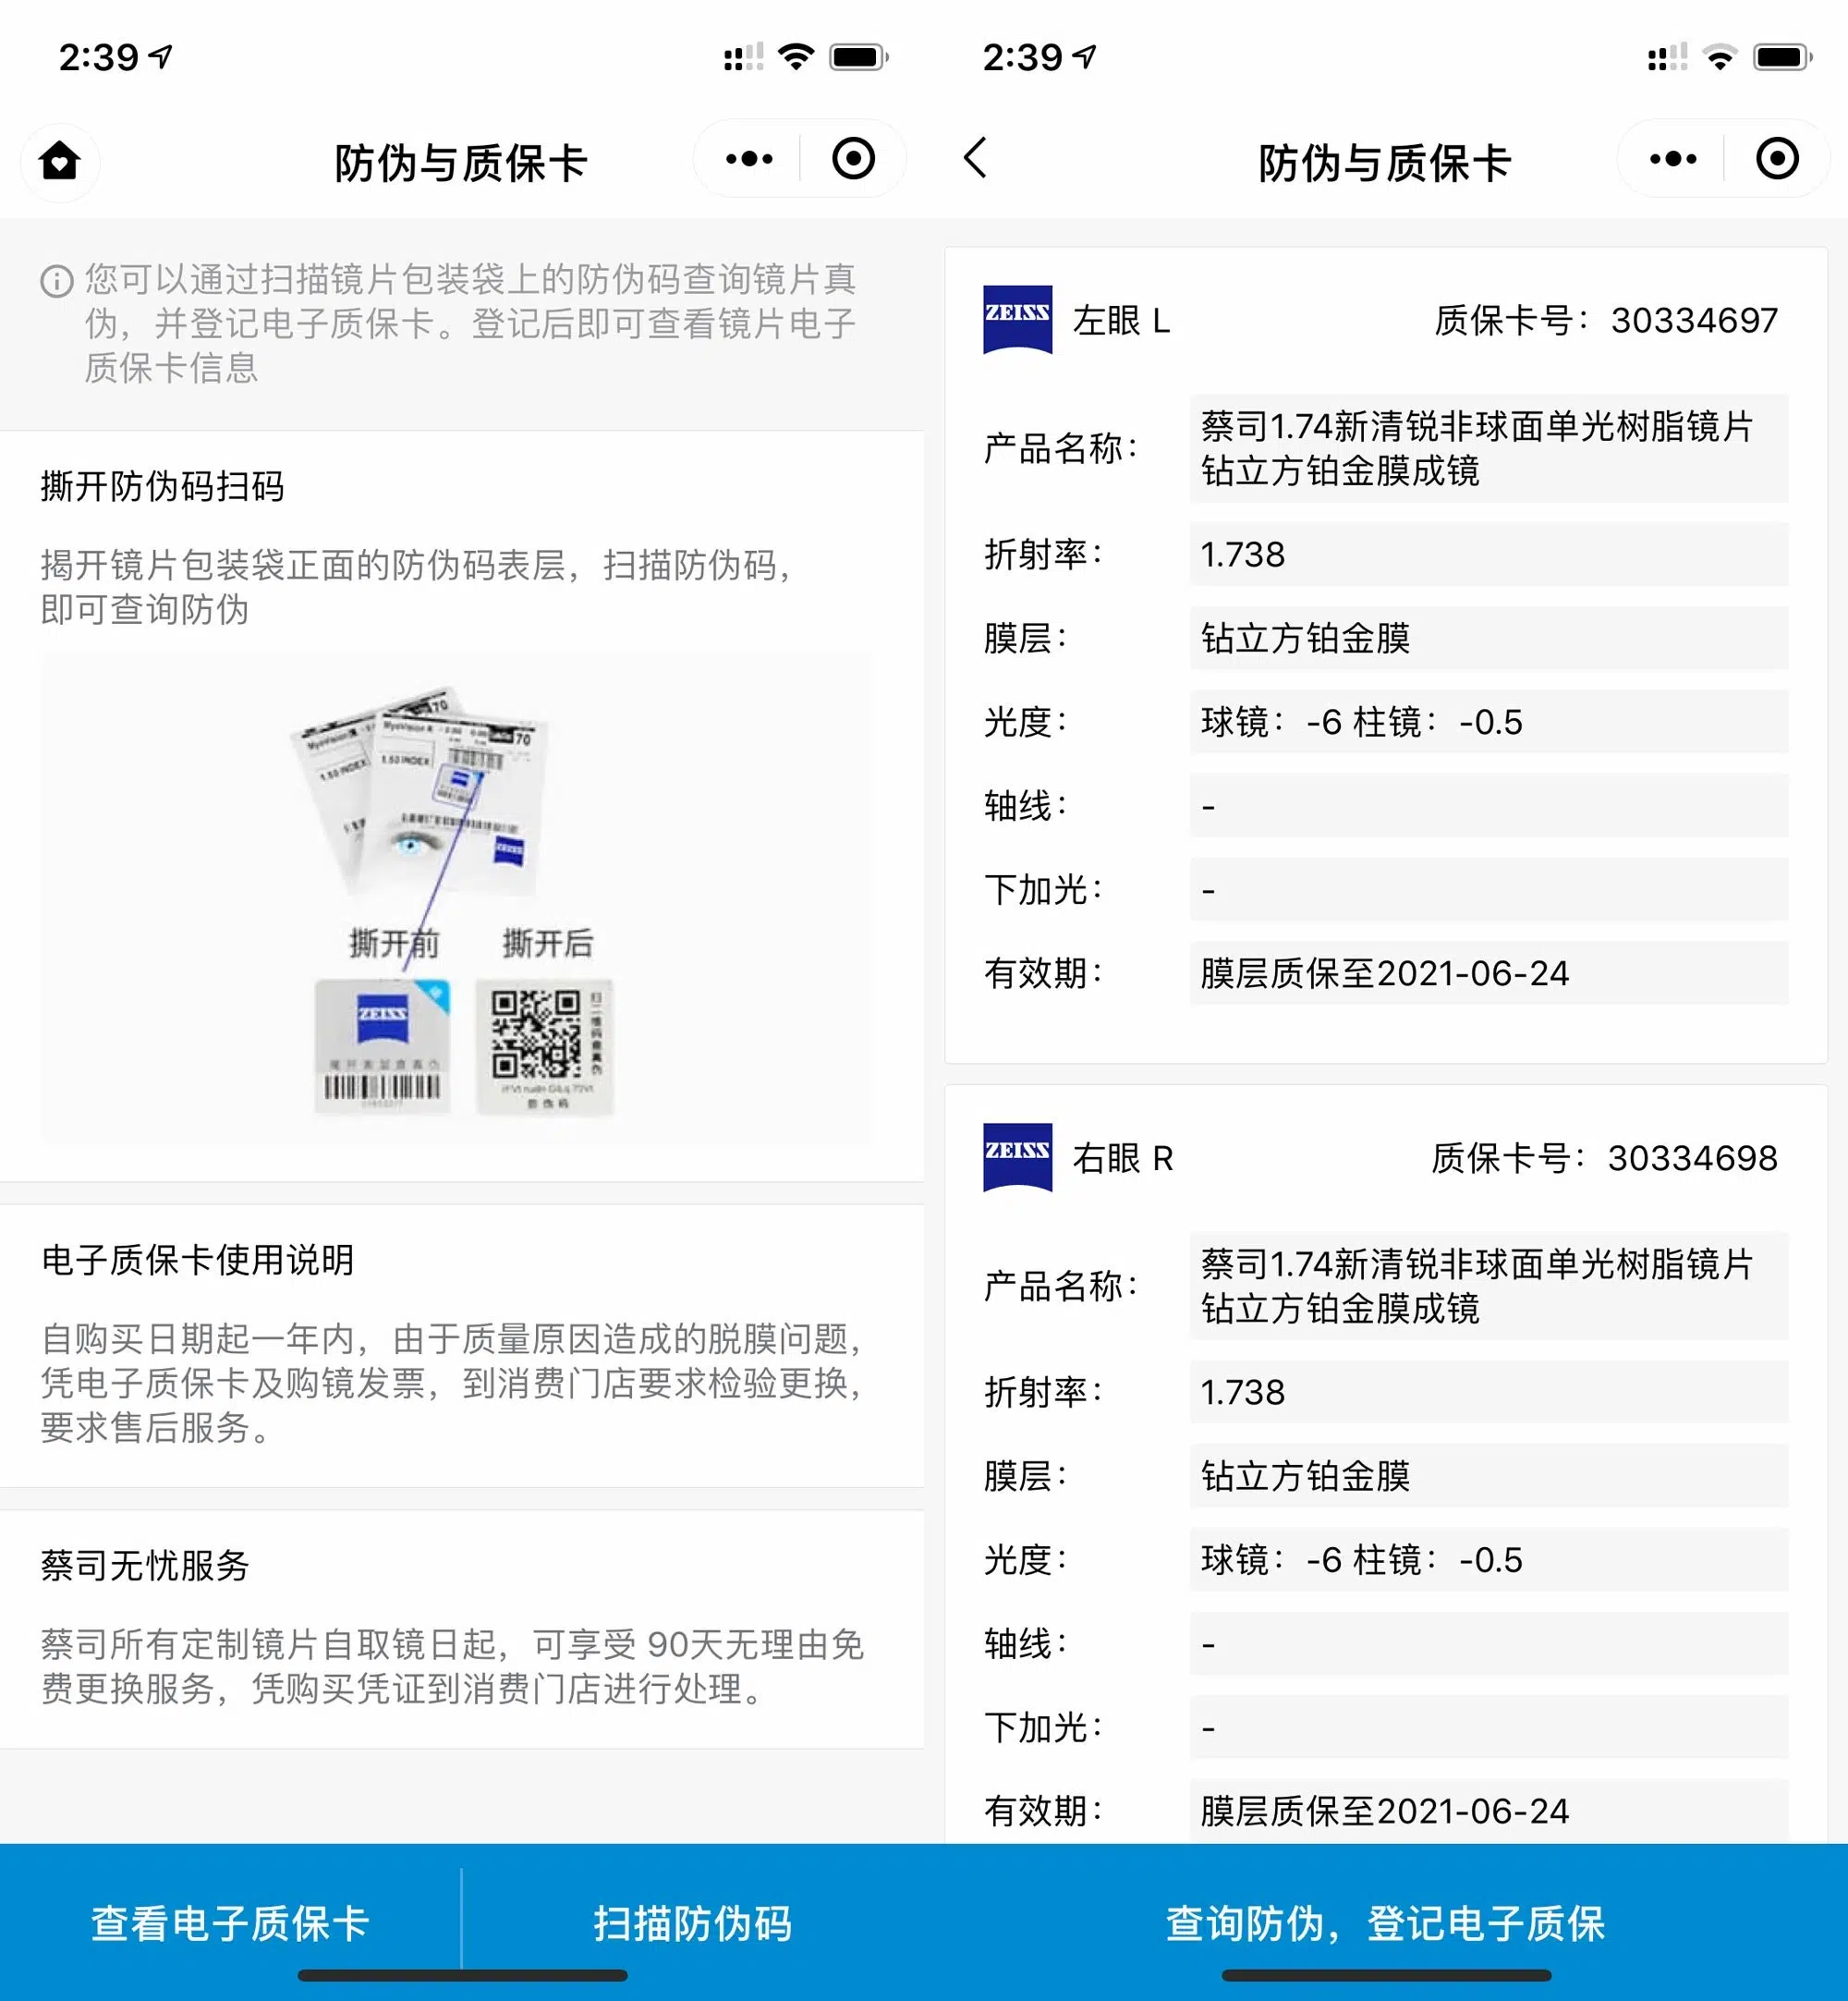 2:39
防伪与质保卡
您可以通过扫描镜片包装袋上的防伪码查询镜片真
伪，并登记电子质保卡。登记后即可查看镜片电子
质保卡信息
撕开防伪码扫码
揭开镜片包装袋正面的防伪码表层，扫描防伪码，
即可查询防伪
1.50 INDEX
70
1.50 INDEX
70
ZEISS
撕开前
撕开后
ZEISS
扫二维码查真伪
防伪码
电子质保卡使用说明
自购买日期起一年内，由于质量原因造成的脱膜问题，
凭电子质保卡及购镜发票，到消费门店要求检验更换，
要求售后服务。
蔡司无忧服务
蔡司所有定制镜片自取镜日起，可享受 90天无理由免
费更换服务，凭购买凭证到消费门店进行处理。
查看电子质保卡
扫描防伪码
2:39
防伪与质保卡
ZEISS
左眼 L
质保卡号：30334697
产品名称：
蔡司1.74新清锐非球面单光树脂镜片
钻立方铂金膜成镜
折射率：
1.738
膜层：
钻立方铂金膜
光度：
球镜：-6 柱镜：-0.5
轴线：
-
下加光：
-
有效期：
膜层质保至2021-06-24
ZEISS
右眼 R
质保卡号：30334698
产品名称：
蔡司1.74新清锐非球面单光树脂镜片
钻立方铂金膜成镜
折射率：
1.738
膜层：
钻立方铂金膜
光度：
球镜：-6 柱镜：-0.5
轴线：
-
下加光：
-
有效期：
膜层质保至2021-06-24
查询防伪，登记电子质保